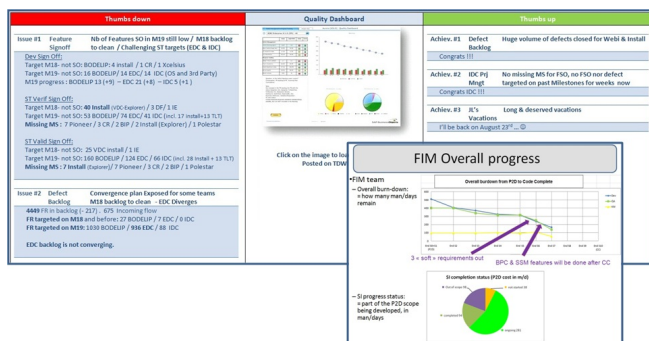 Thumbs down
Issue #1 Feature Signoff
Nb of Features SO in M19 still low / M18 backlog to clean / Challenging ST targets (EDC & IDC)
Dev Sign Off:
Target M18- not SO: BODELIP: 4 install / 1 CR / 1 Xcelsius
Target M19- not SO: 16 BODELIP/ 14 EDC/ 14 IDC (OS and 3rd Party)
M19 progress : BODELIP 13 (+9) – EDC 21 (+8) – IDC 5 (+1 )
ST Verif Sign Off:
Target M18- not SO: 40 Install (VDC-Explorer) / 3 DF/ 1 IE
Target M19- not SO: 53 BODELIP/ 74 EDC/ 41 IDC (incl. 17 install +13 TLT)
Missing MS : 7 Pioneer / 3 CR / 2 BIP / 2 Install (Explorer) / 1 Polestar
ST Valid Sign Off:
Target M18- not SO: 25 VDC install / 1 IE
Target M19- not SO: 160 BODELIP / 124 EDC / 66 IDC (incl. 28 install + 13 TLT)
Missing MS : 7 Install (Explorer)/ 7 Pioneer / 3 CR / 2 BIP / 1 Polestar
Issue #2 Defect Backlog
Convergence plan Exposed for some teams
M18 backlog to clean - EDC Diverges
4449 FR in backlog (- 217) . 675 Incoming flow
FR targeted on M18 and before: 27 BODELIP / 7 EDC / 0 IDC
FR targeted on M19: 1030 BODELIP / 936 EDC / 88 IDC
EDC backlog is not converging.
Quality Dashboard
Click on the image to loa
Posted on TDW
Thumbs up
Achiev. #1 Defect Backlog
Huge volume of defects closed for Webi & Install
Congrats !!!
Achiev. #2 IDC Prj Mngt
No missing MS for FSO, no FSO nor defect targeted on past Milestones for weeks now
Congrats IDC !!!
Achiev. #3 JL's Vacations
Long & deserved vacations
I'll be back on August 23rd ... ☺
FIM Overall progress
•FIM team
– Overall burn-down:
= how many man/days remain
Overall burdown from P2D to Code Complete
3 = soft = requirements out
BPC & SSM features will be done after CC
– SI progress status:
= part of the P2D scope being developed, in man/days
SI completion status (P2D cost in m/d)